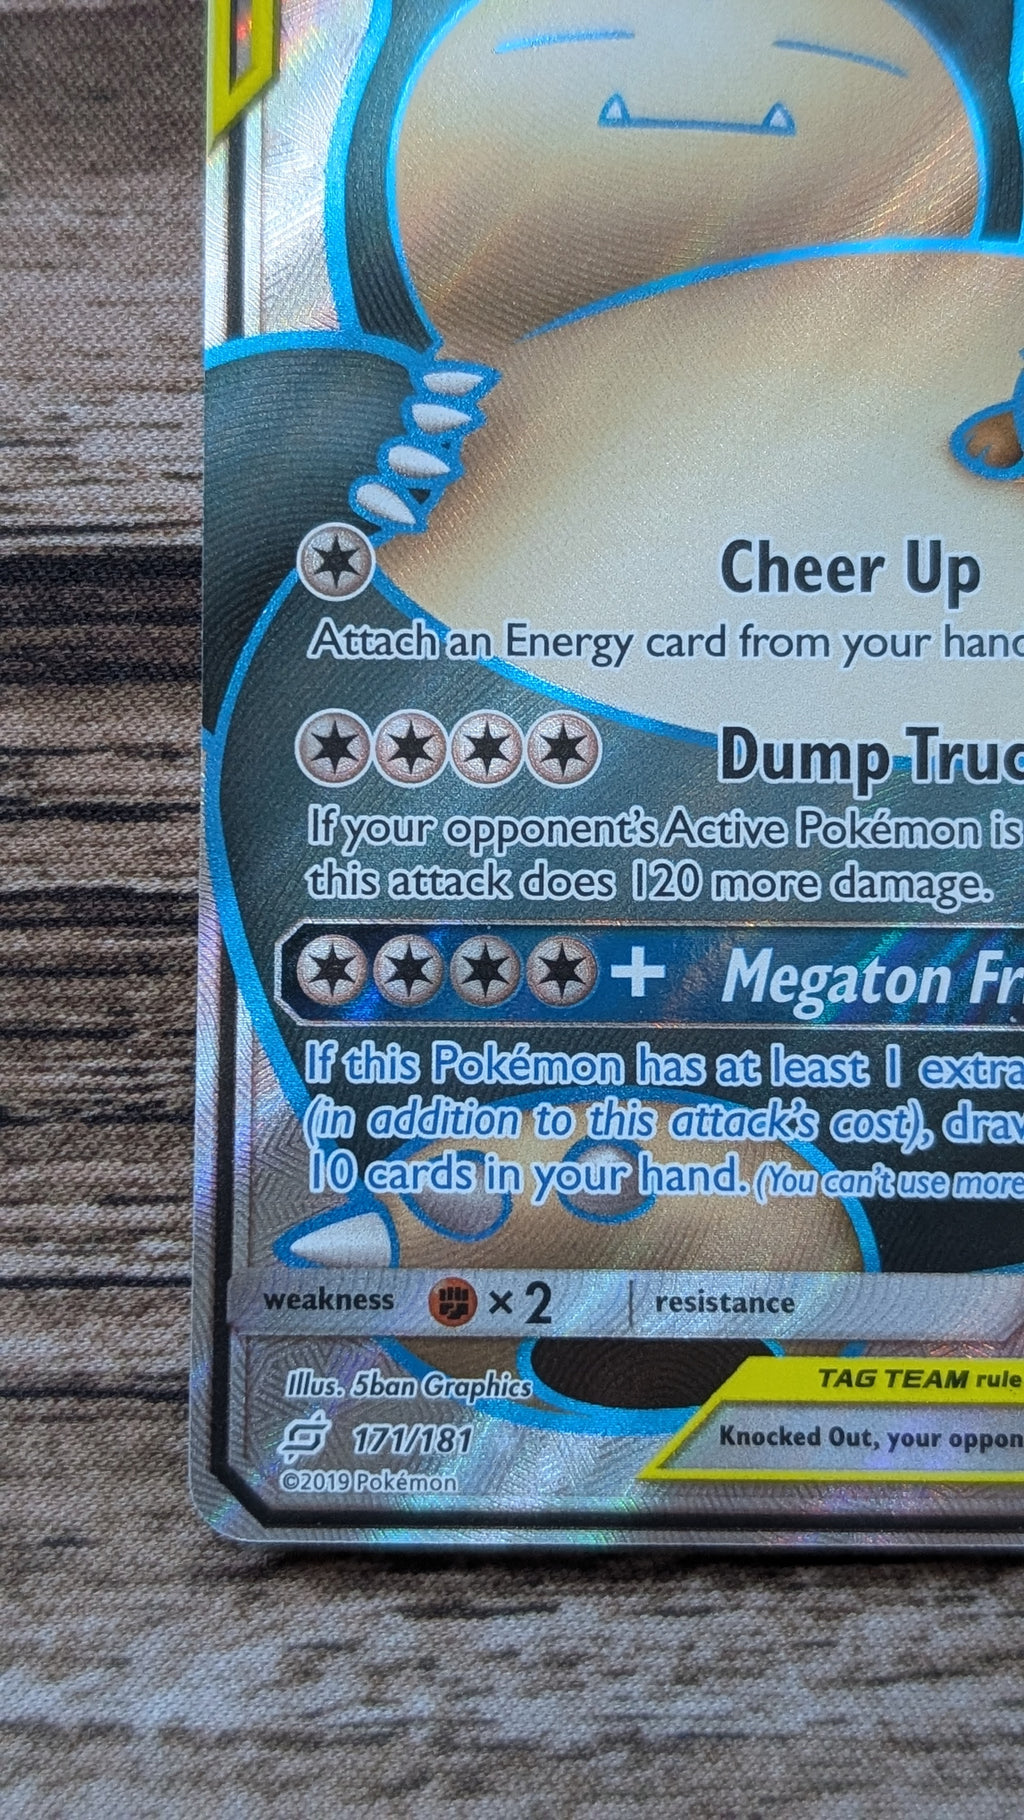 Cheer Up
Attach an Energy card from your hand
Dump Truc
If your opponent's Active Pokémon is
this attack does 120 more damage.
+ Megaton Fr
If this Pokémon has at least 1 extra
(in addition to this attack's cost), draw
10 cards in your hand. (You can't use more
weakness × 2 resistance
Illus. 5ban Graphics
TAG TEAM rule
171/181
Knocked Out, your oppon
©2019 Pokémon